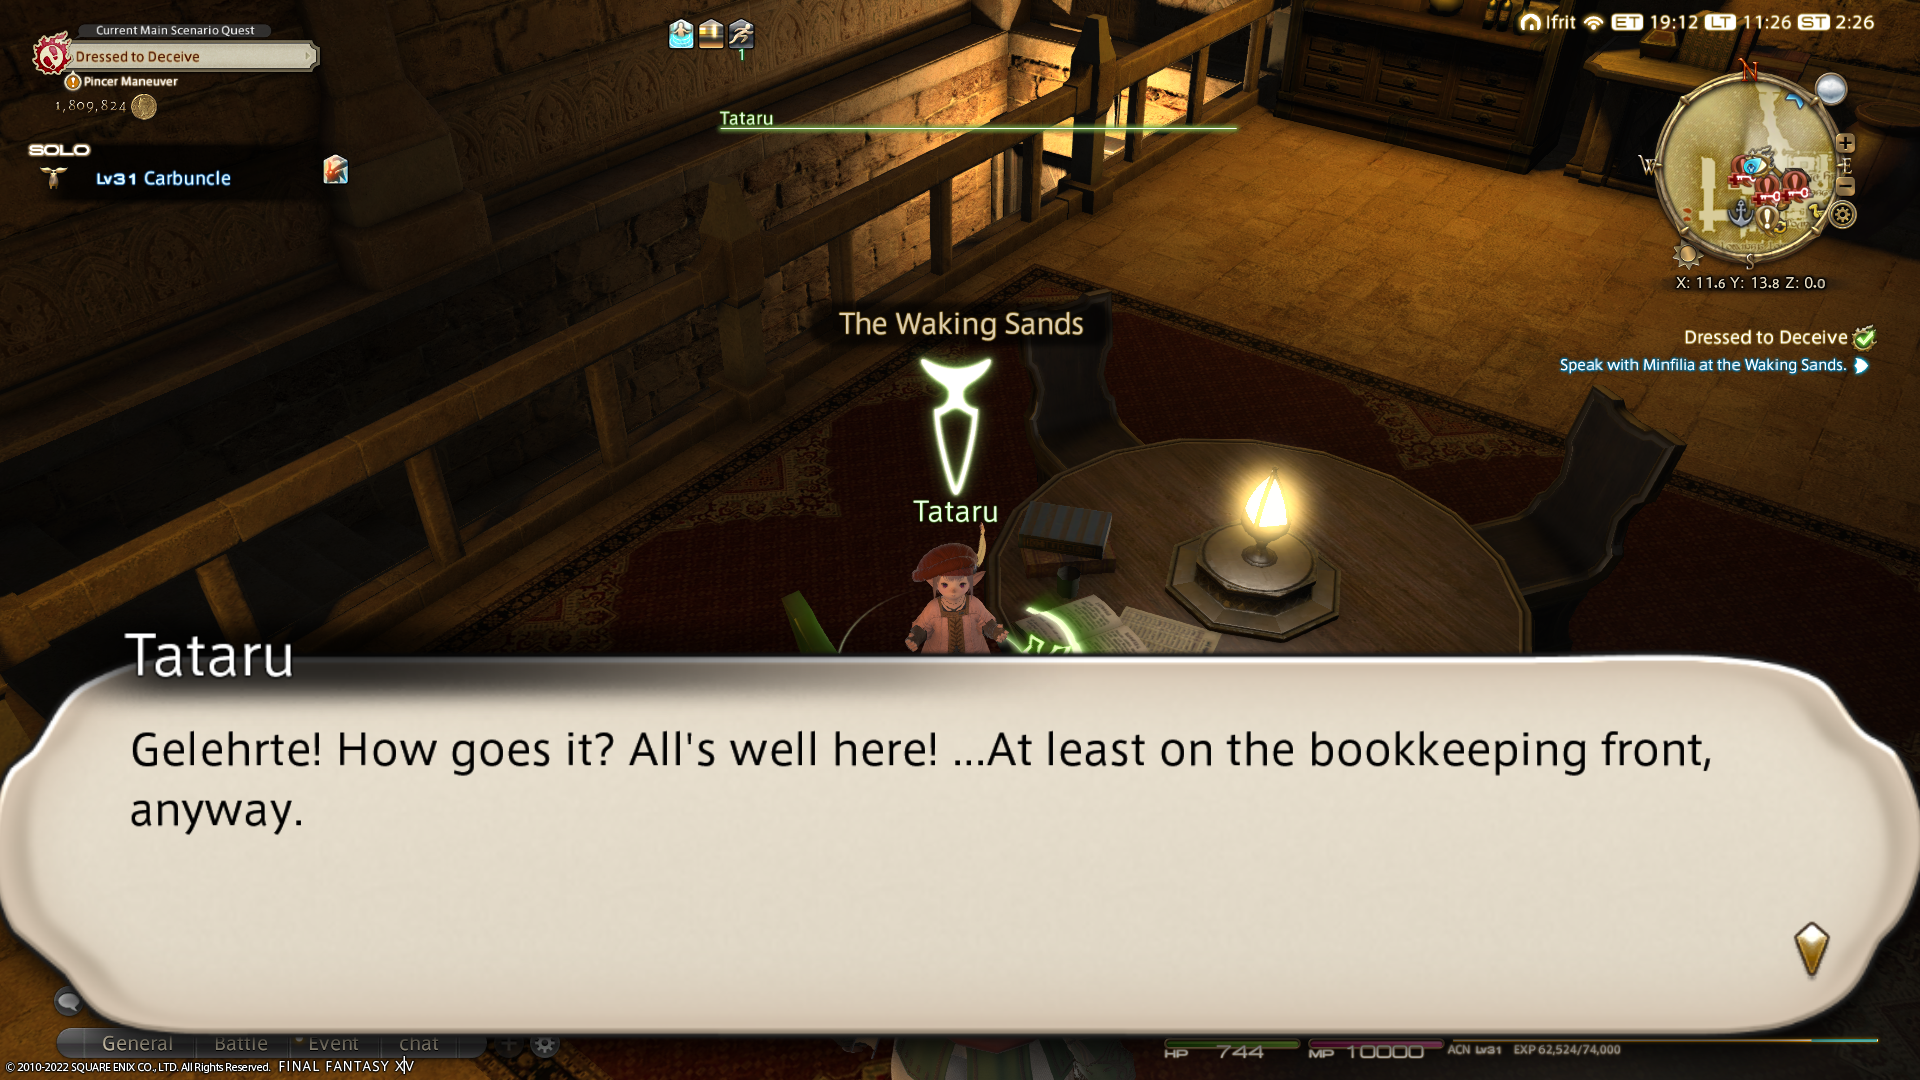 Current Main Scenario Quest
Dressed to Deceive
Pincer Maneuver
1,809,824
SOLO
Lv31 Carbuncle
1
Tataru
Ifrit ET 19:12 LT 11:26 ST 2:26
N
W
E
S
X: 11.6 Y: 13.8 Z: 0.0
Dressed to Deceive
Speak with Minfilia at the Waking Sands.
The Waking Sands
Tataru
Tataru
Gelehrte! How goes it? All's well here! ...At least on the bookkeeping front,
anyway.
General Battle Event chat
HP 744 MP 10000 ACN Lv31 EXP 62,524/74,000
© 2010-2022 SQUARE ENIX CO., LTD. All Rights Reserved. FINAL FANTASY XIV